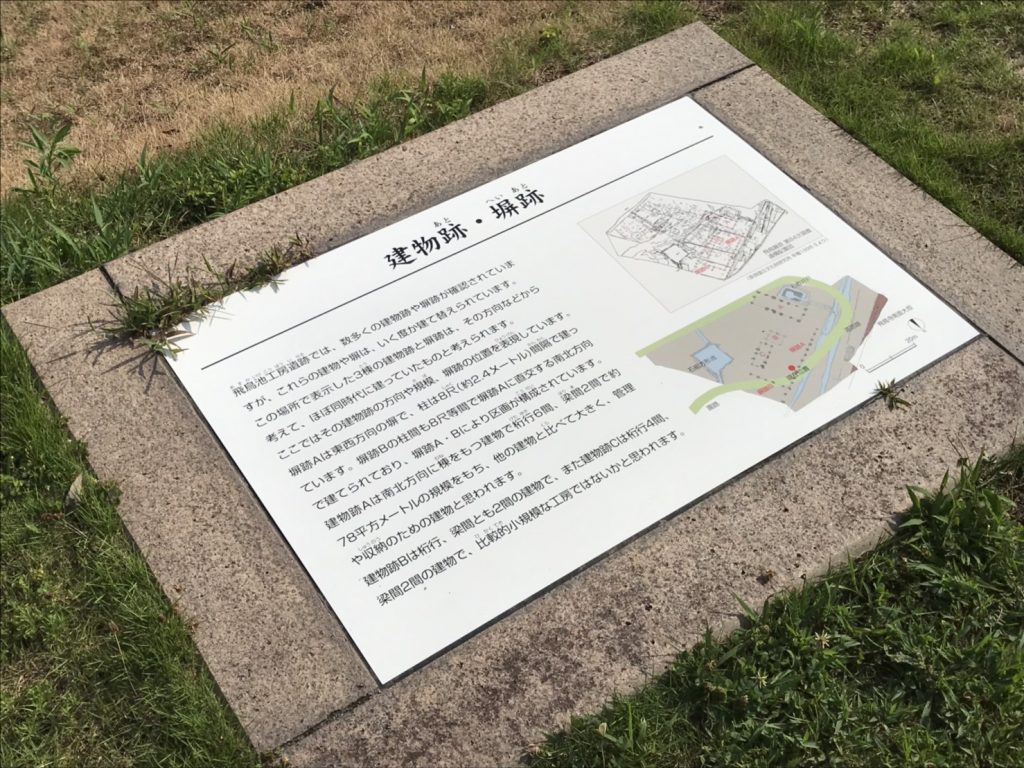 建物跡・塀跡
飛鳥池工房遺跡では、数多くの建物跡や塀跡が確認されていま
すが、これらの建物や塀は、いく度か建て替えられています。
この場所で表示した3棟の建物跡と塀跡は、その方向などから
考えて、ほぼ同時代に建っていたものと考えられます。
ここではその建物跡の方向や規模、塀跡の位置を表現しています。
塀跡Aは東西方向の塀で、柱は8尺(約2.4メートル)間隔で建っ
ています。塀跡Bの柱間も8尺等間で塀跡Aに直交する南北方向
で建てられており、塀跡A・Bにより区画が構成されています。
建物跡Aは南北方向に棟をもつ建物で桁行6間、梁間2間で約
78平方メートルの規模をもち、他の建物と比べて大きく、管理
や収納のための建物と思われます。
建物跡Bは桁行、梁間とも2間の建物で、また建物跡Cは桁行4間、
梁間2間の建物で、比較的小規模な工房ではないかと思われます。
20m